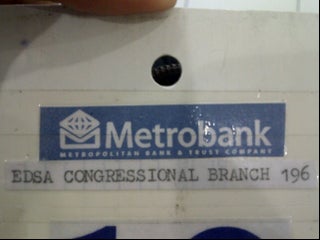 Metrobank
METROPOLITAN BANK & TRUST COMPANY
EDSA CONGRESSIONAL BRANCH 196